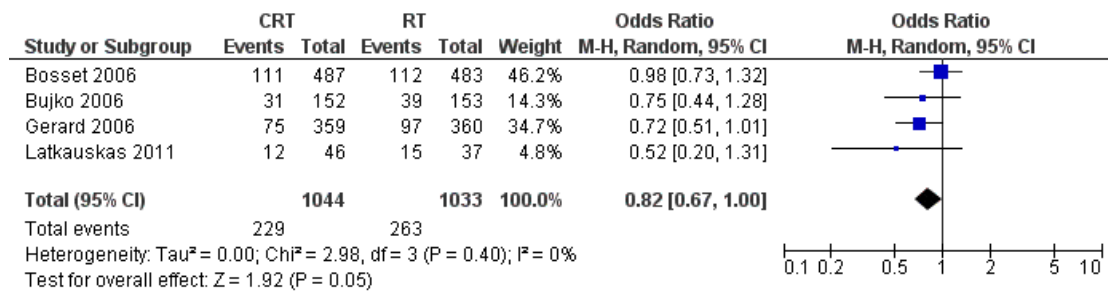 CRT RT Odds Ratio Odds Ratio
Study or Subgroup Events Total Events Total Weight M-H, Random, 95% CI M-H, Random, 95% CI
Bosset 2006 111 487 112 483 46.2% 0.98 [0.73, 1.32]
Bujko 2006 31 152 39 153 14.3% 0.75 [0.44, 1.28]
Gerard 2006 75 359 97 360 34.7% 0.72 [0.51, 1.01]
Latkauskas 2011 12 46 15 37 4.8% 0.52 [0.20, 1.31]
Total (95% CI) 1044 1033 100.0% 0.82 [0.67, 1.00]
Total events 229 263
Heterogeneity: Tau² = 0.00; Chi² = 2.98, df = 3 (P = 0.40); I² = 0%
Test for overall effect: Z = 1.92 (P = 0.05)
0.1 0.2 0.5 1 2 5 10